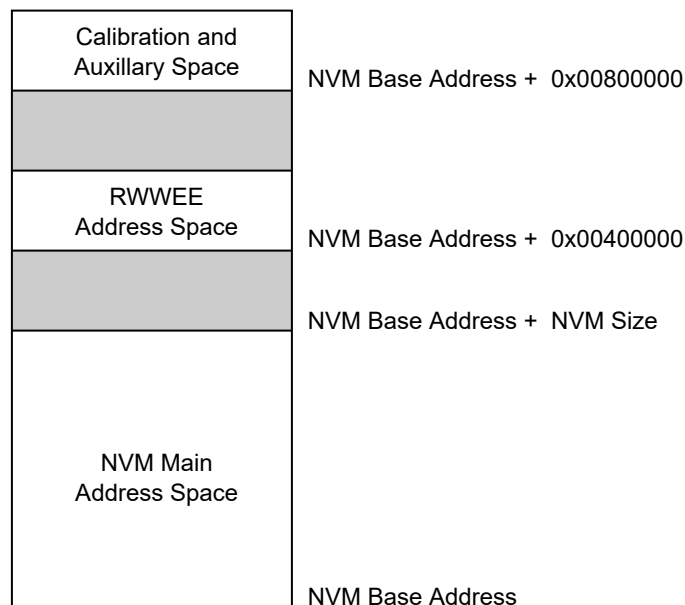 Calibration and
Auxillary Space
NVM Base Address + 0x00800000
RWWEE
Address Space
NVM Base Address + 0x00400000
NVM Base Address + NVM Size
NVM Main
Address Space
NVM Base Address